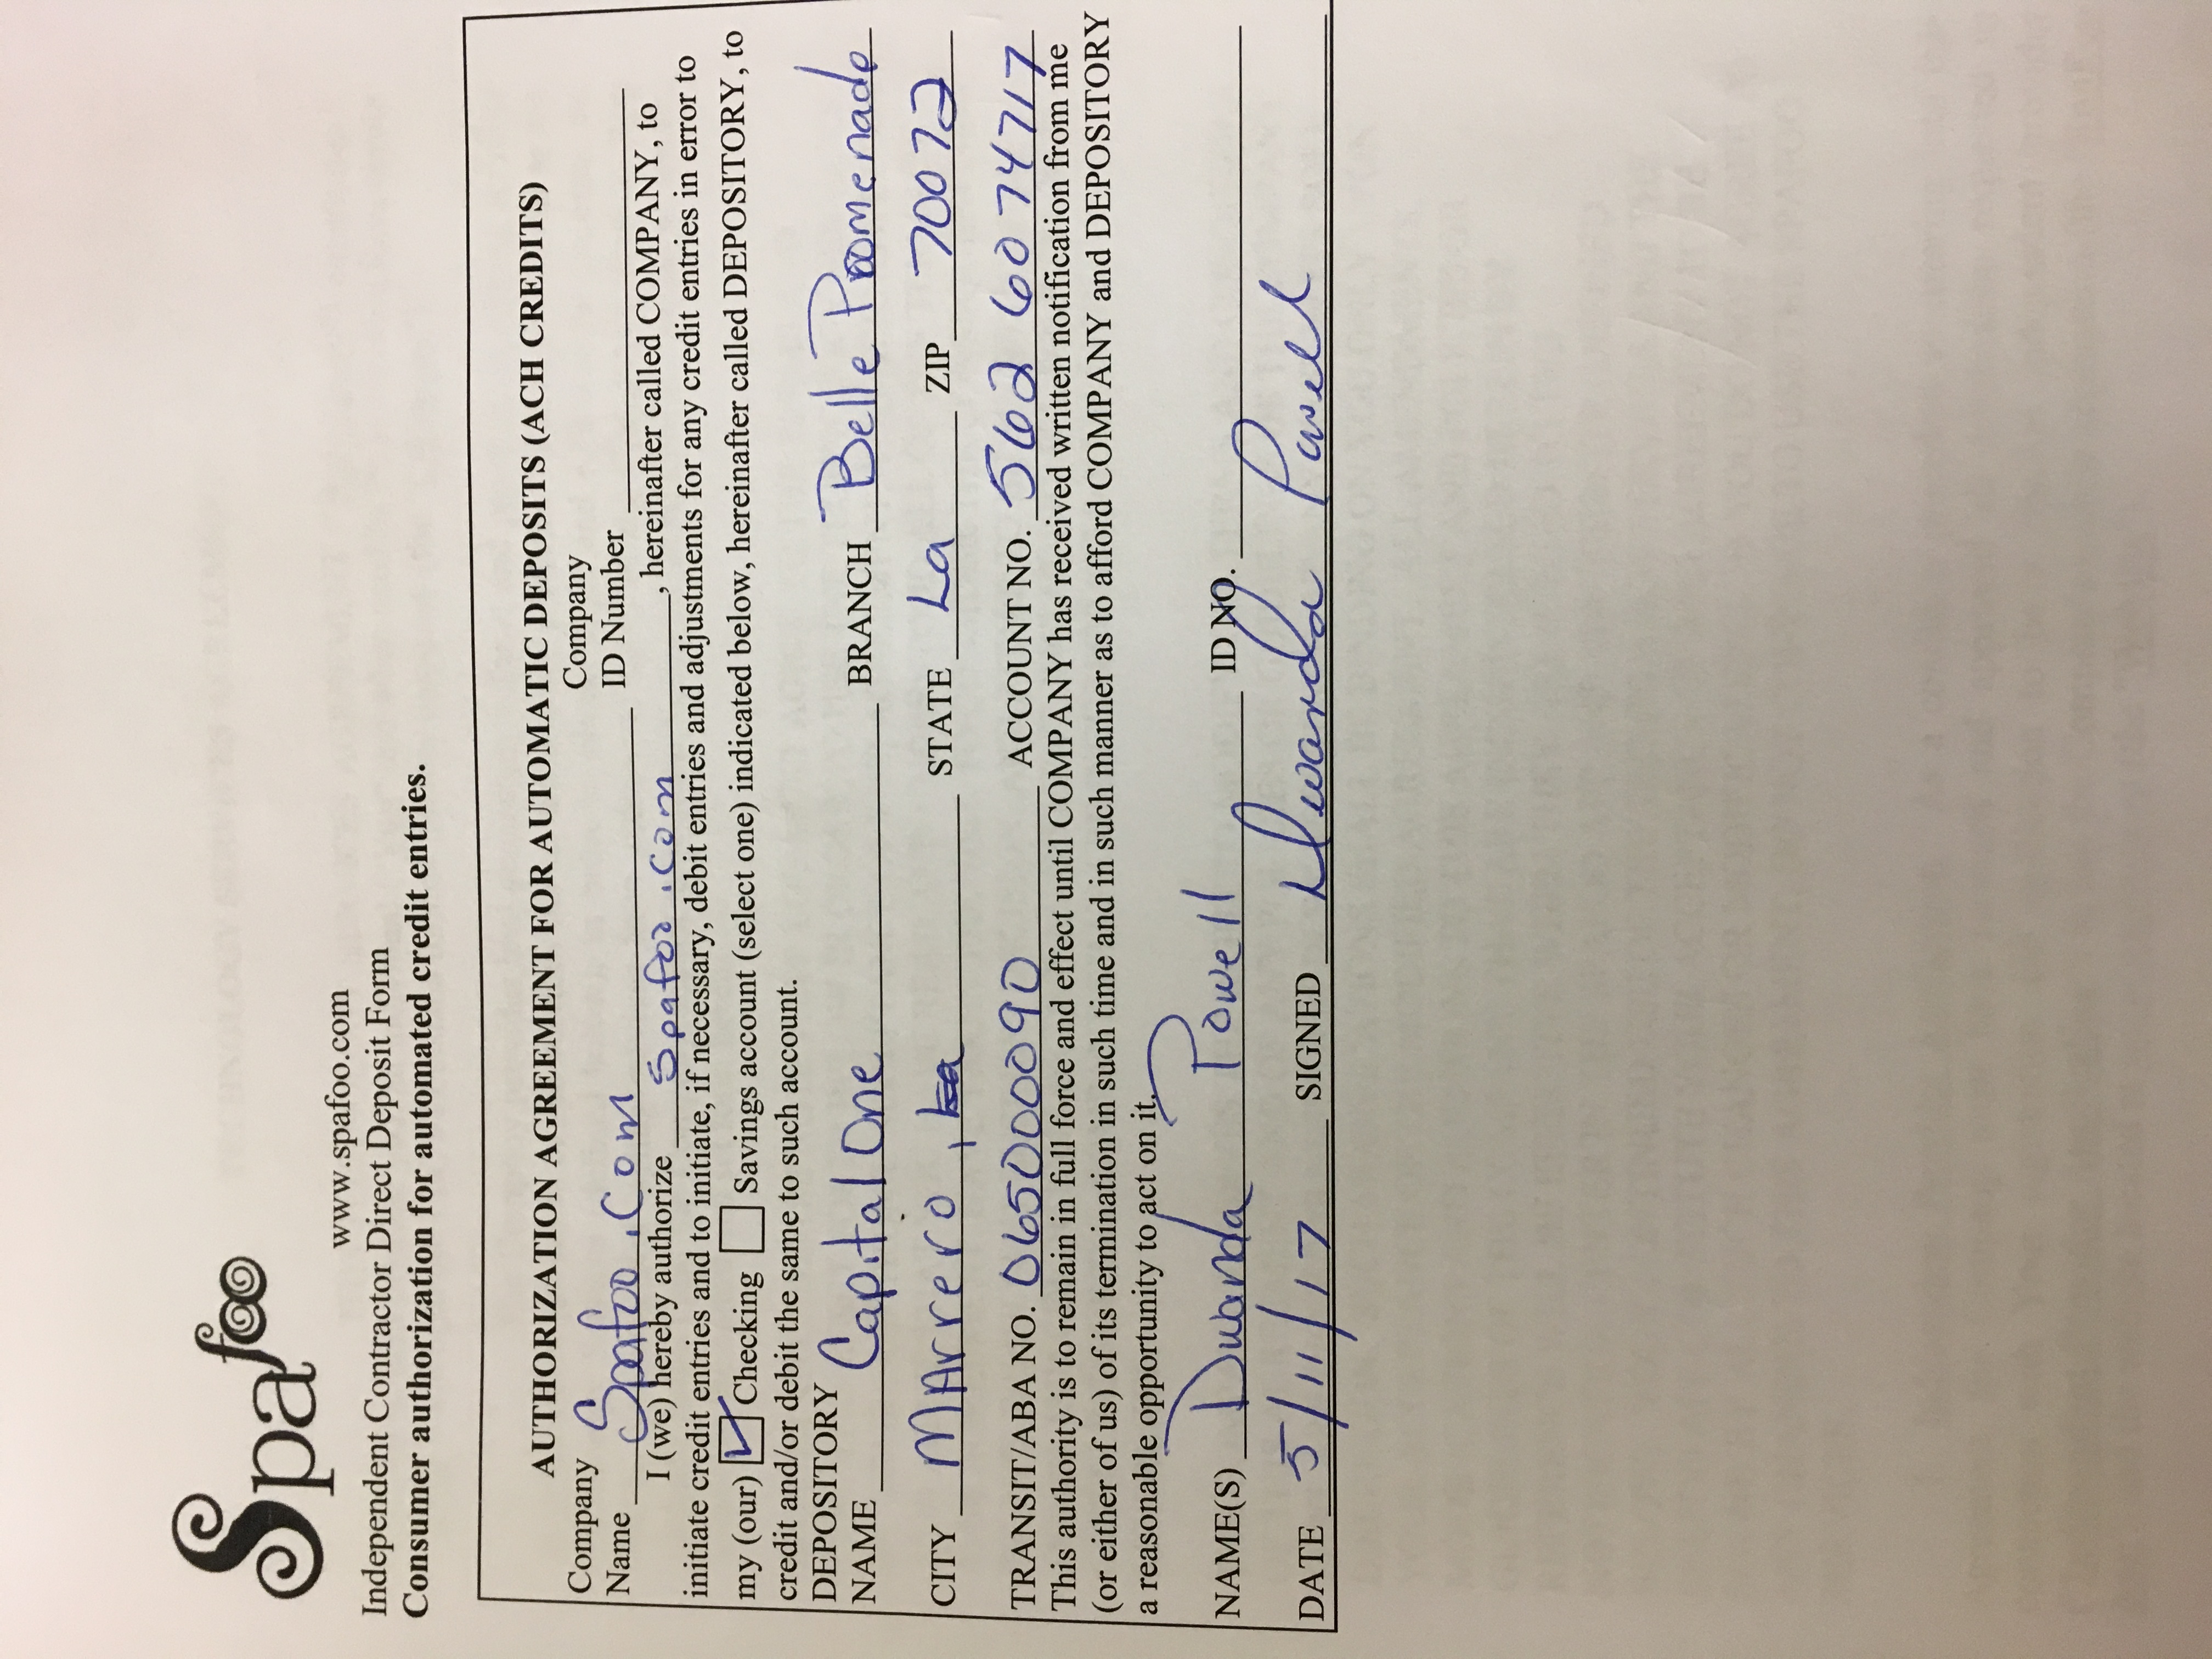 Spafoo
www.spafoo.com
Independent Contractor Direct Deposit Form
Consumer authorization for automated credit entries.
AUTHORIZATION AGREEMENT FOR AUTOMATIC DEPOSITS (ACH CREDITS)
Company Name Spafoo.com Company ID Number
I (we) hereby authorize Spafoo.com, hereinafter called COMPANY, to
initiate credit entries and to initiate, if necessary, debit entries and adjustments for any credit entries in error to
my (our) Checking Savings account (select one) indicated below, hereinafter called DEPOSITORY, to
credit and/or debit the same to such account.
DEPOSITORY NAME Capital One BRANCH Belle Promenade
CITY MArrero, La STATE La ZIP 70072
TRANSIT/ABA NO. 065000090 ACCOUNT NO. 562 60 74717
This authority is to remain in full force and effect until COMPANY has received written notification from me
(or either of us) of its termination in such time and in such manner as to afford COMPANY and DEPOSITORY
a reasonable opportunity to act on it.
NAME(S) Dwanda Powell ID NO.
DATE 5/11/17 SIGNED Dwanda Powell